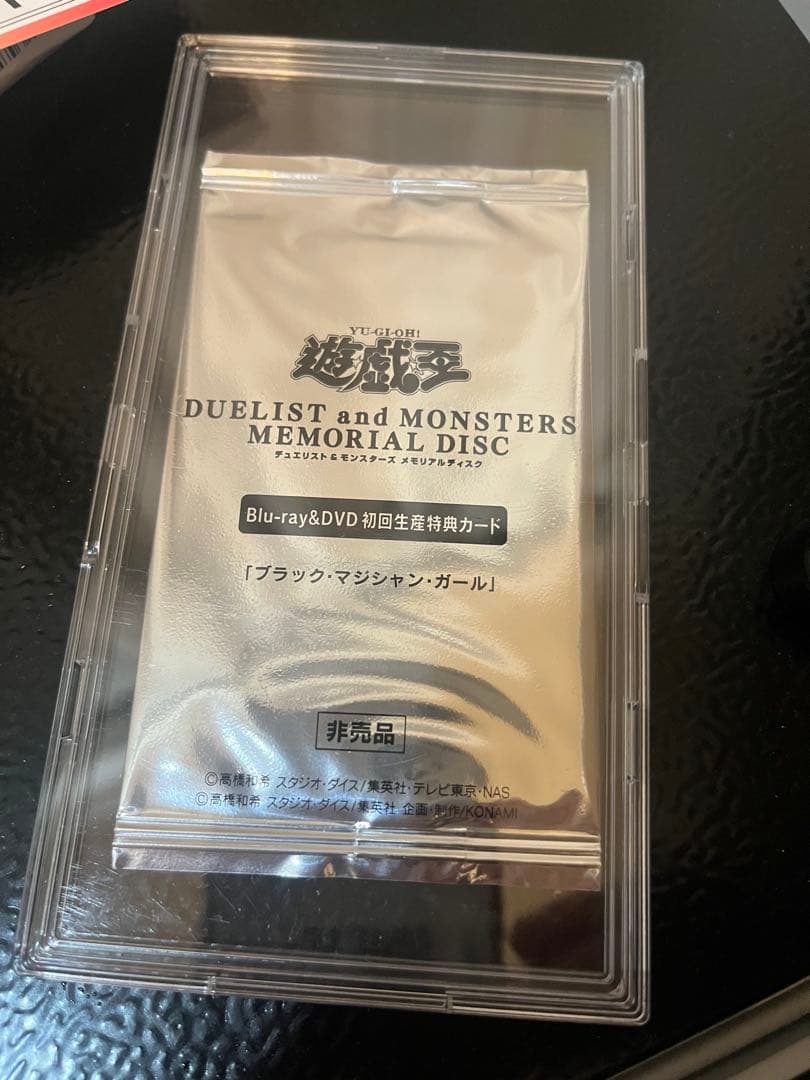 YU-GI-OH!
遊戯王
DUELIST and MONSTERS
MEMORIAL DISC
デュエリスト & モンスターズ メモリアルディスク
Blu-ray&DVD 初回生産特典カード
「ブラック・マジシャン・ガール」
非売品
©高橋和希 スタジオ・ダイス/集英社・テレビ東京・NAS
©高橋和希 スタジオ・ダイス/集英社 企画・制作/KONAMI